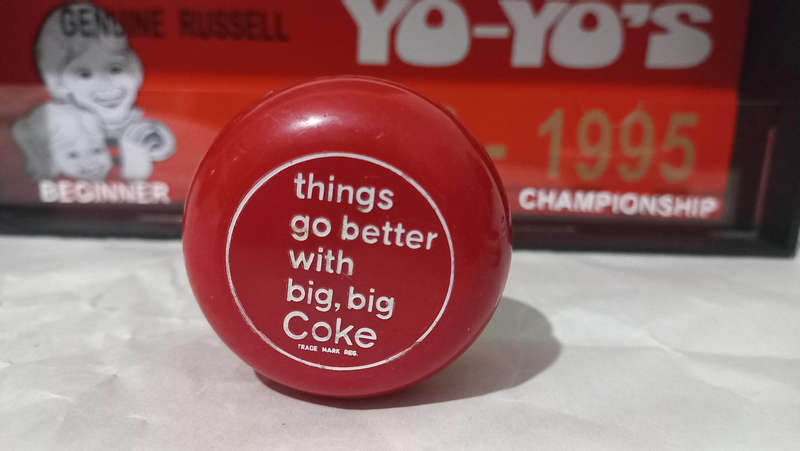 GENUINE RUSSELL
YO-YO'S
- 1995
BEGINNER
CHAMPIONSHIP
things
go better
with
big, big
Coke
TRADE MARK REG.